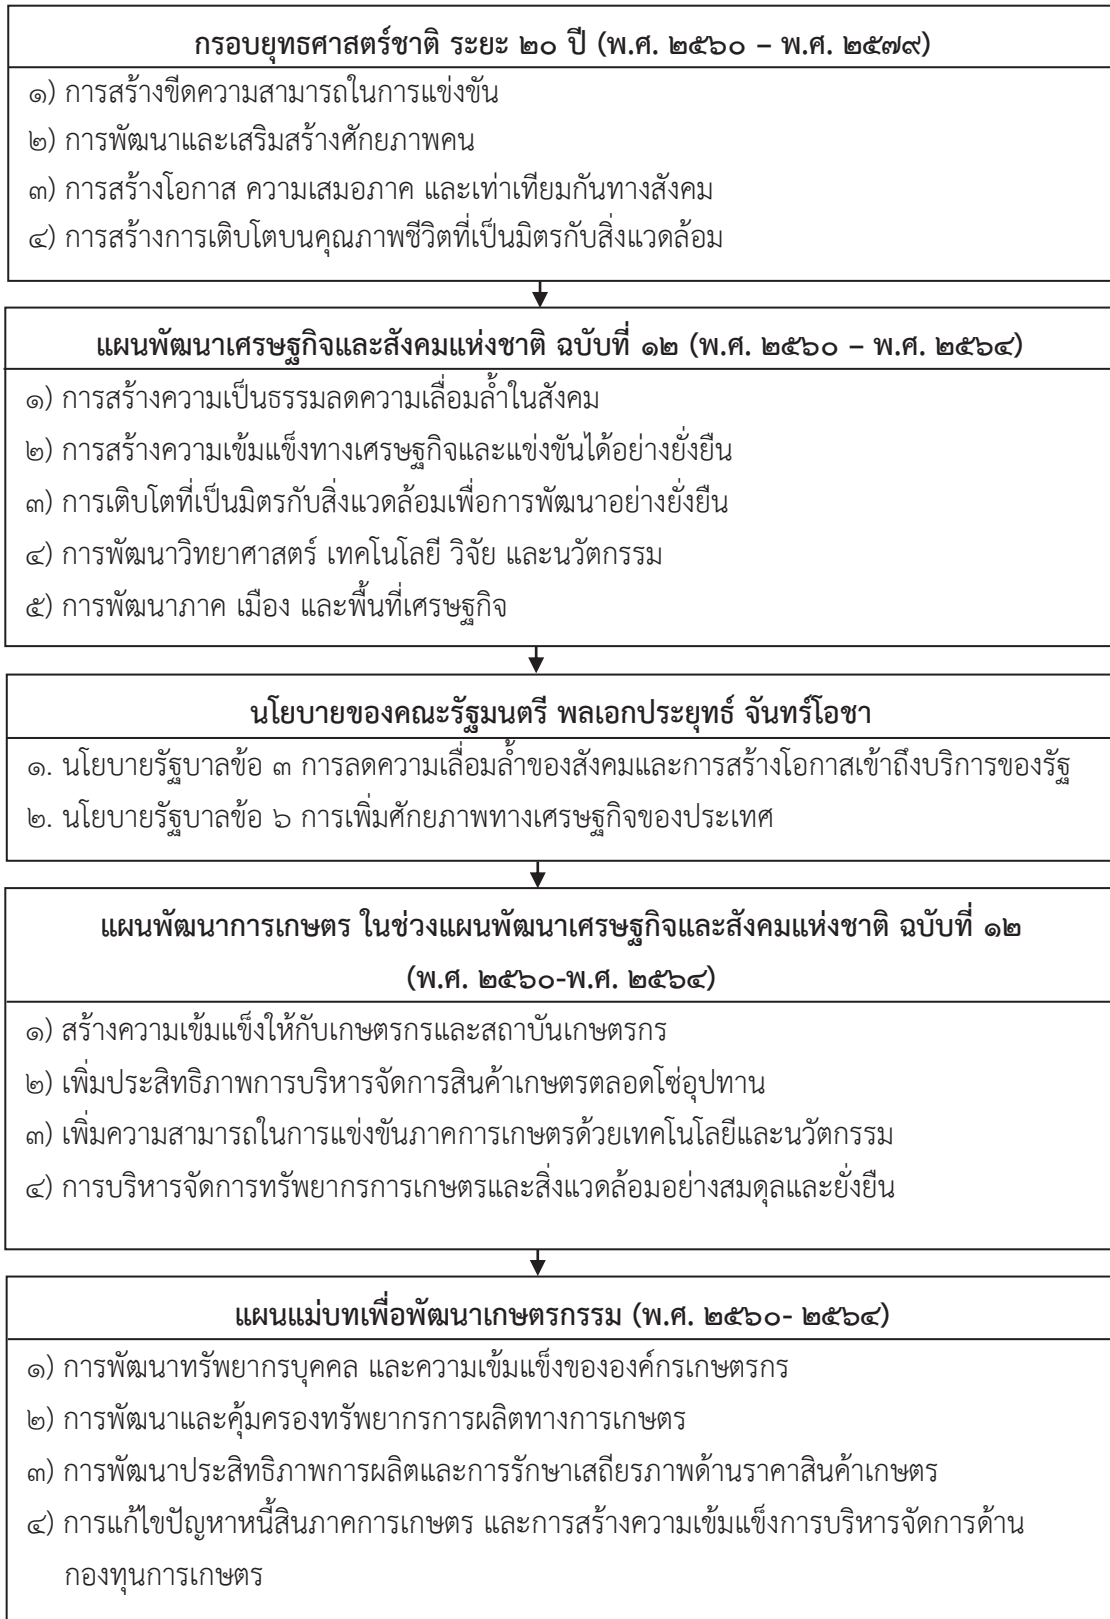 กรอบยุทธศาสตร์ชาติ ระยะ ๒๐ ปี (พ.ศ. ๒๕๖๐ – พ.ศ. ๒๕๗๙)
๑) การสร้างขีดความสามารถในการแข่งขัน
๒) การพัฒนาและเสริมสร้างศักยภาพคน
๓) การสร้างโอกาส ความเสมอภาค และเท่าเทียมกันทางสังคม
๔) การสร้างการเติบโตบนคุณภาพชีวิตที่เป็นมิตรกับสิ่งแวดล้อม
แผนพัฒนาเศรษฐกิจและสังคมแห่งชาติ ฉบับที่ ๑๒ (พ.ศ. ๒๕๖๐ – พ.ศ. ๒๕๖๔)
๑) การสร้างความเป็นธรรมลดความเลื่อมล้ำในสังคม
๒) การสร้างความเข้มแข็งทางเศรษฐกิจและแข่งขันได้อย่างยั่งยืน
๓) การเติบโตที่เป็นมิตรกับสิ่งแวดล้อมเพื่อการพัฒนาอย่างยั่งยืน
๔) การพัฒนาวิทยาศาสตร์ เทคโนโลยี วิจัย และนวัตกรรม
๕) การพัฒนาภาค เมือง และพื้นที่เศรษฐกิจ
นโยบายของคณะรัฐมนตรี พลเอกประยุทธ์ จันทร์โอชา
๑. นโยบายรัฐบาลข้อ ๓ การลดความเลื่อมล้ำของสังคมและการสร้างโอกาสเข้าถึงบริการของรัฐ
๒. นโยบายรัฐบาลข้อ ๖ การเพิ่มศักยภาพทางเศรษฐกิจของประเทศ
แผนพัฒนาการเกษตร ในช่วงแผนพัฒนาเศรษฐกิจและสังคมแห่งชาติ ฉบับที่ ๑๒
(พ.ศ. ๒๕๖๐-พ.ศ. ๒๕๖๔)
๑) สร้างความเข้มแข็งให้กับเกษตรกรและสถาบันเกษตรกร
๒) เพิ่มประสิทธิภาพการบริหารจัดการสินค้าเกษตรตลอดโซ่อุปทาน
๓) เพิ่มความสามารถในการแข่งขันภาคการเกษตรด้วยเทคโนโลยีและนวัตกรรม
๔) การบริหารจัดการทรัพยากรการเกษตรและสิ่งแวดล้อมอย่างสมดุลและยั่งยืน
แผนแม่บทเพื่อพัฒนาเกษตรกรรม (พ.ศ. ๒๕๖๐- ๒๕๖๔)
๑) การพัฒนาทรัพยากรบุคคล และความเข้มแข็งขององค์กรเกษตรกร
๒) การพัฒนาและคุ้มครองทรัพยากรการผลิตทางการเกษตร
๓) การพัฒนาประสิทธิภาพการผลิตและการรักษาเสถียรภาพด้านราคาสินค้าเกษตร
๔) การแก้ไขปัญหาหนี้สินภาคการเกษตร และการสร้างความเข้มแข็งการบริหารจัดการด้าน
กองทุนการเกษตร